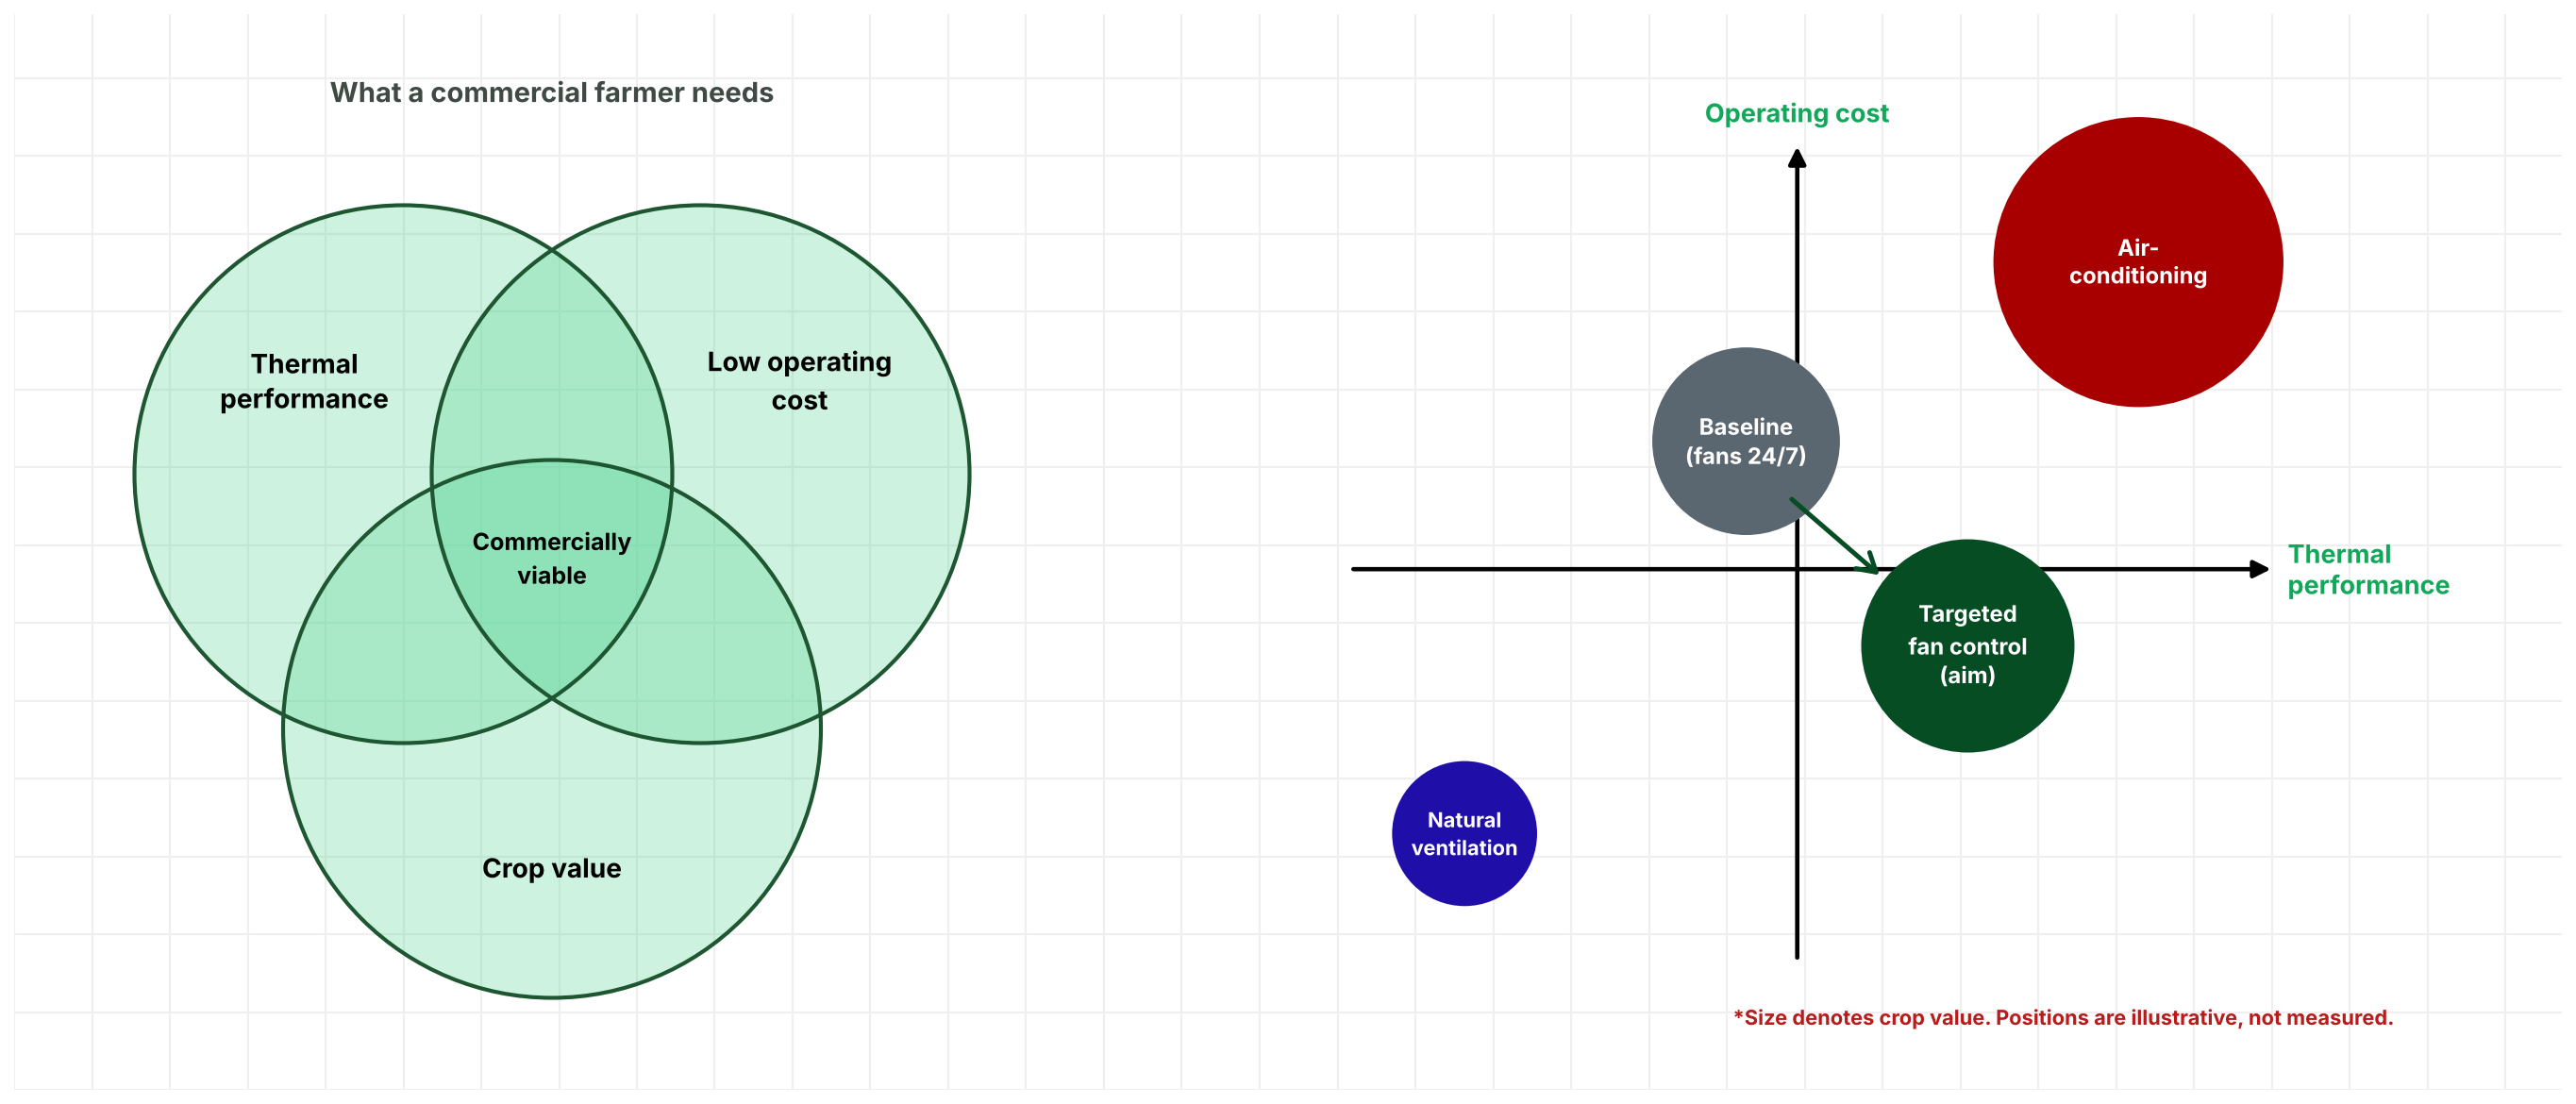 What a commercial farmer needs
Thermal
performance
Low operating
cost
Commercially
viable
Crop value
Operating cost
Air-
conditioning
Baseline
(fans 24/7)
Thermal
performance
Targeted
fan control
(aim)
Natural
ventilation
*Size denotes crop value. Positions are illustrative, not measured.